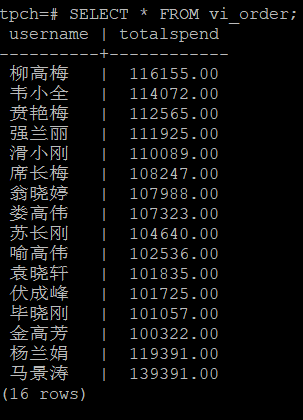 tpch=# SELECT * FROM vi_order;
username | totalspend
----------+------------
柳高梅 | 116155.00
韦小全 | 114072.00
贲艳梅 | 112565.00
强兰丽 | 111925.00
滑小刚 | 110089.00
席长梅 | 108247.00
翁晓婷 | 107988.00
娄高伟 | 107323.00
苏长刚 | 104640.00
喻高伟 | 102536.00
袁晓轩 | 101835.00
伏成峰 | 101725.00
毕晓刚 | 101057.00
金高芳 | 100322.00
杨兰娟 | 119391.00
马景涛 | 139391.00
(16 rows)